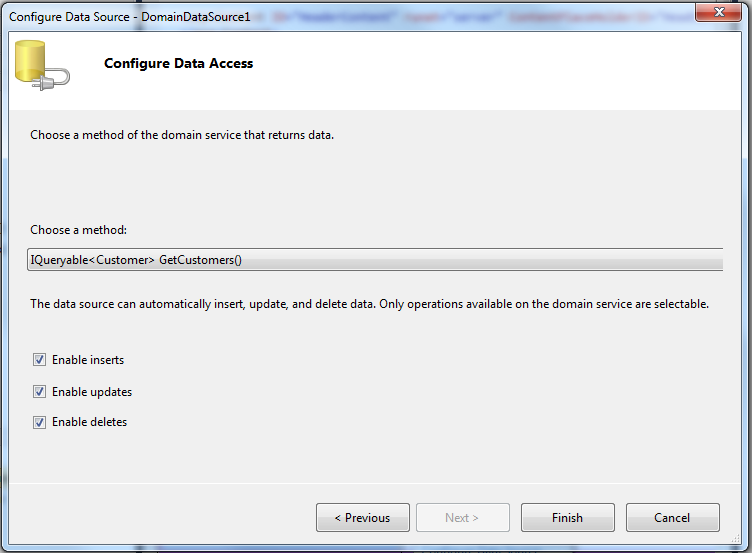 Configure Data Source - DomainDataSource1
Configure Data Access
Choose a method of the domain service that returns data.
Choose a method:
IQueryable<Customer> GetCustomers()
The data source can automatically insert, update, and delete data. Only operations available on the domain service are selectable.
Enable inserts
Enable updates
Enable deletes
< Previous
Next >
Finish
Cancel